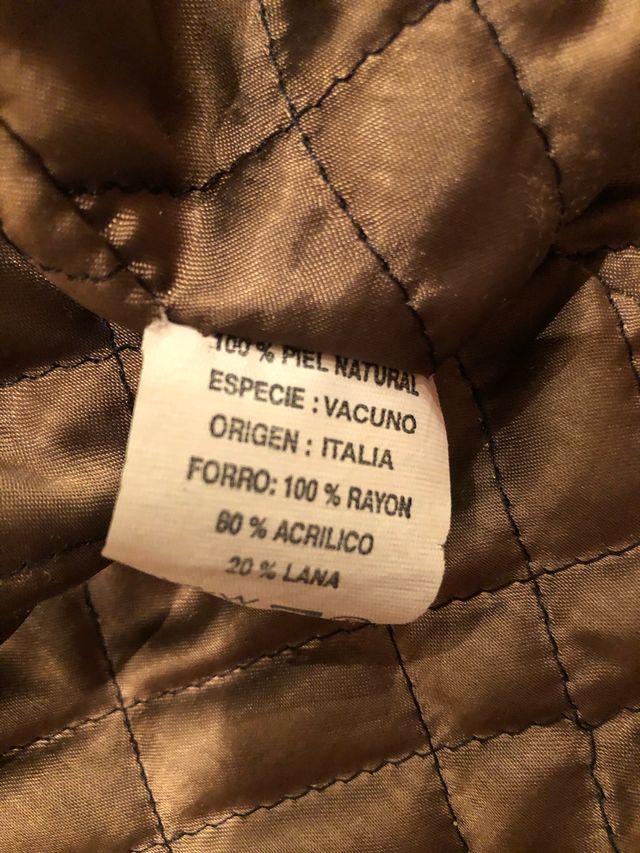 100 % PIEL NATURAL
ESPECIE : VACUNO
ORIGEN : ITALIA
FORRO: 100 % RAYON
80 % ACRILICO
20 % LANA